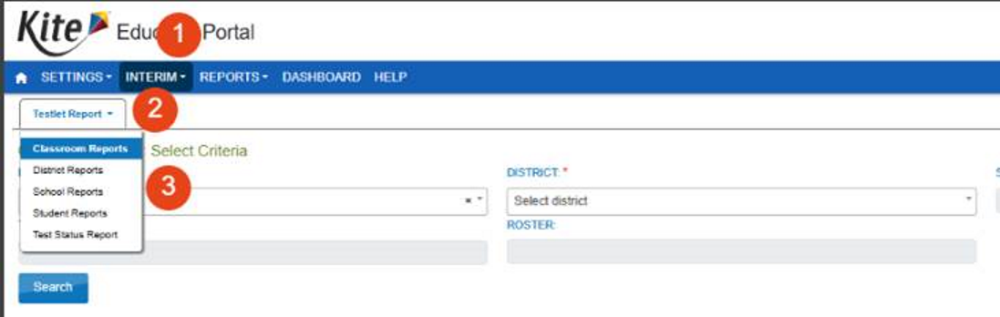 Kite Educ Portal
1
SETTINGS INTERIM REPORTS DASHBOARD HELP
Testlet Report
2
Classroom Reports
Select Criteria
District Reports
DISTRICT: *
School Reports
3
Select district
Student Reports
ROSTER:
Test Status Report
Search